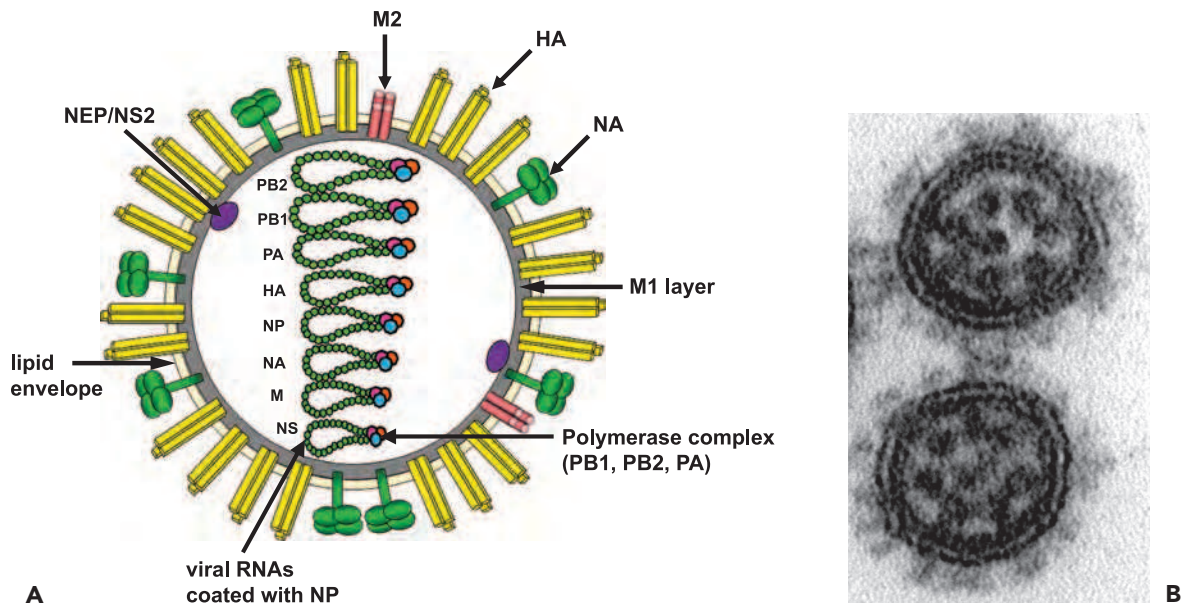 M2
HA
NEP/NS2
NA
PB2
PB1
PA
HA
M1 layer
NP
NA
lipid
envelope
M
NS
Polymerase complex
(PB1, PB2, PA)
viral RNAs
coated with NP
A
B